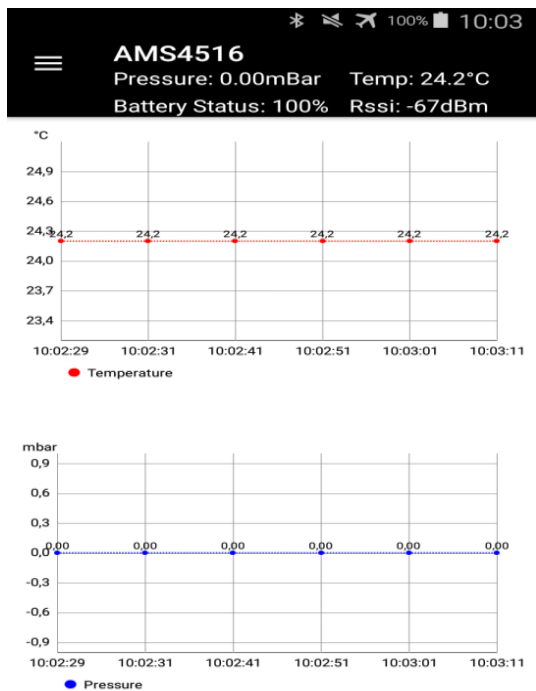 100% 10:03
AMS4516
Pressure: 0.00mBar Temp: 24.2°C
Battery Status: 100% Rssi: -67dBm
°C
24,9
24,6
24,3
24,2 24,2 24,2 24,2 24,2 24,2
24,0
23,7
23,4
10:02:29 10:02:31 10:02:41 10:02:51 10:03:01 10:03:11
Temperature
mbar
0,9
0,6
0,3
0,00 0,00 0,00 0,00 0,00 0,00
0,0
-0,3
-0,6
-0,9
10:02:29 10:02:31 10:02:41 10:02:51 10:03:01 10:03:11
Pressure